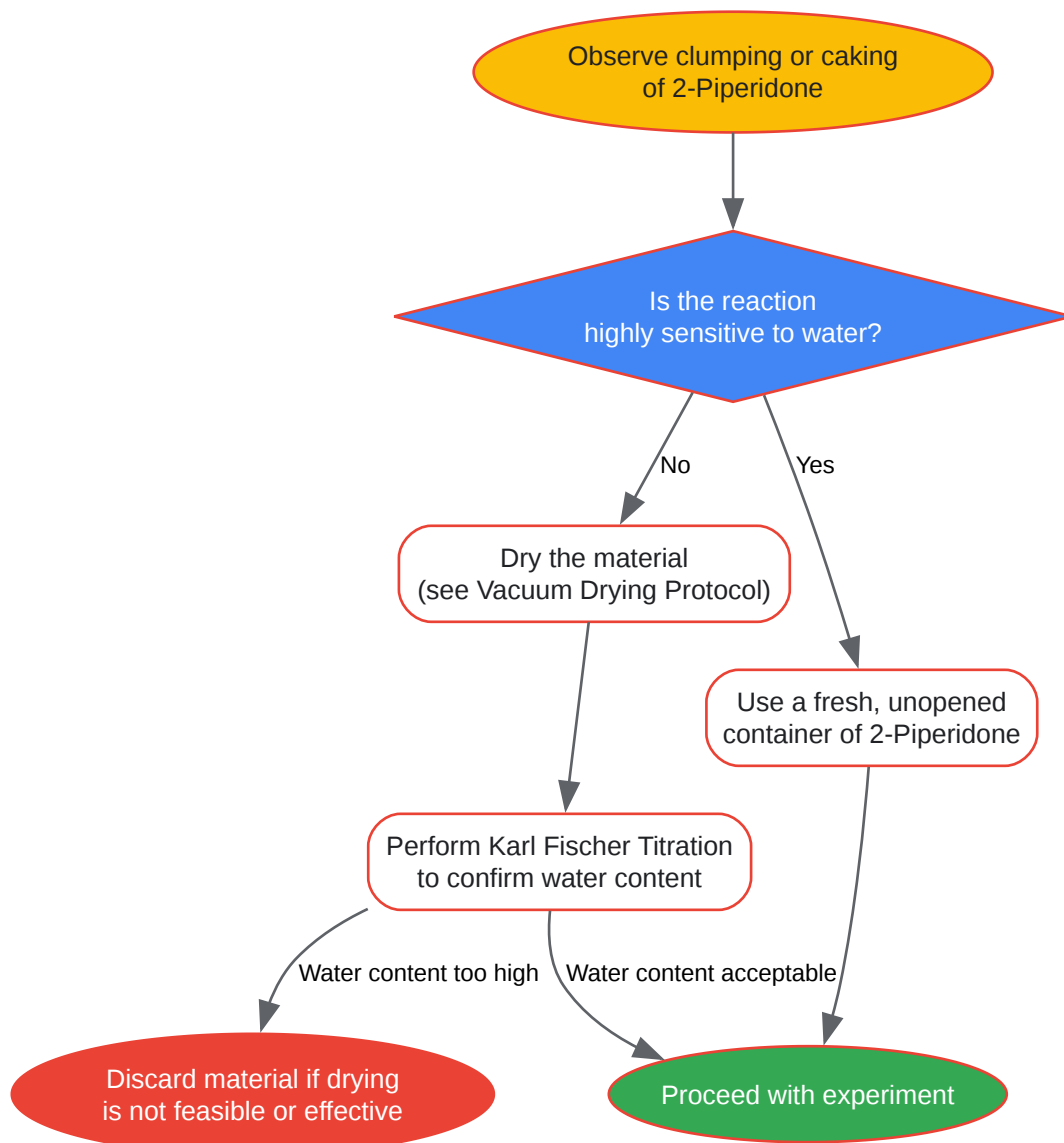 Observe clumping or caking
of 2-Piperidone
Is the reaction
highly sensitive to water?
No
Yes
Dry the material
(see Vacuum Drying Protocol)
Use a fresh, unopened
container of 2-Piperidone
Perform Karl Fischer Titration
to confirm water content
Water content too high
Water content acceptable
Discard material if drying
is not feasible or effective
Proceed with experiment